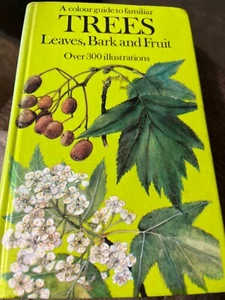 A colour guide to familiar
TREES
Leaves, Bark and Fruit
Over 300 illustrations